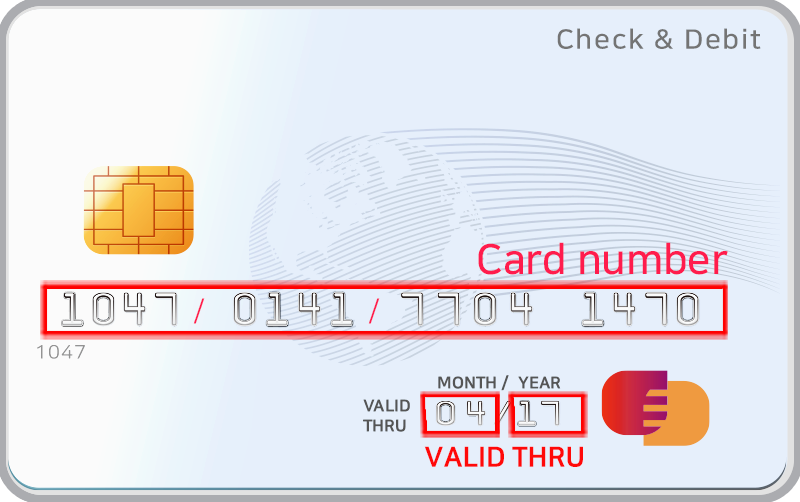 Check & Debit
Card number
1047 / 0141 / 7704 1470
1047
MONTH / YEAR
VALID THRU
04 / 17
VALID THRU